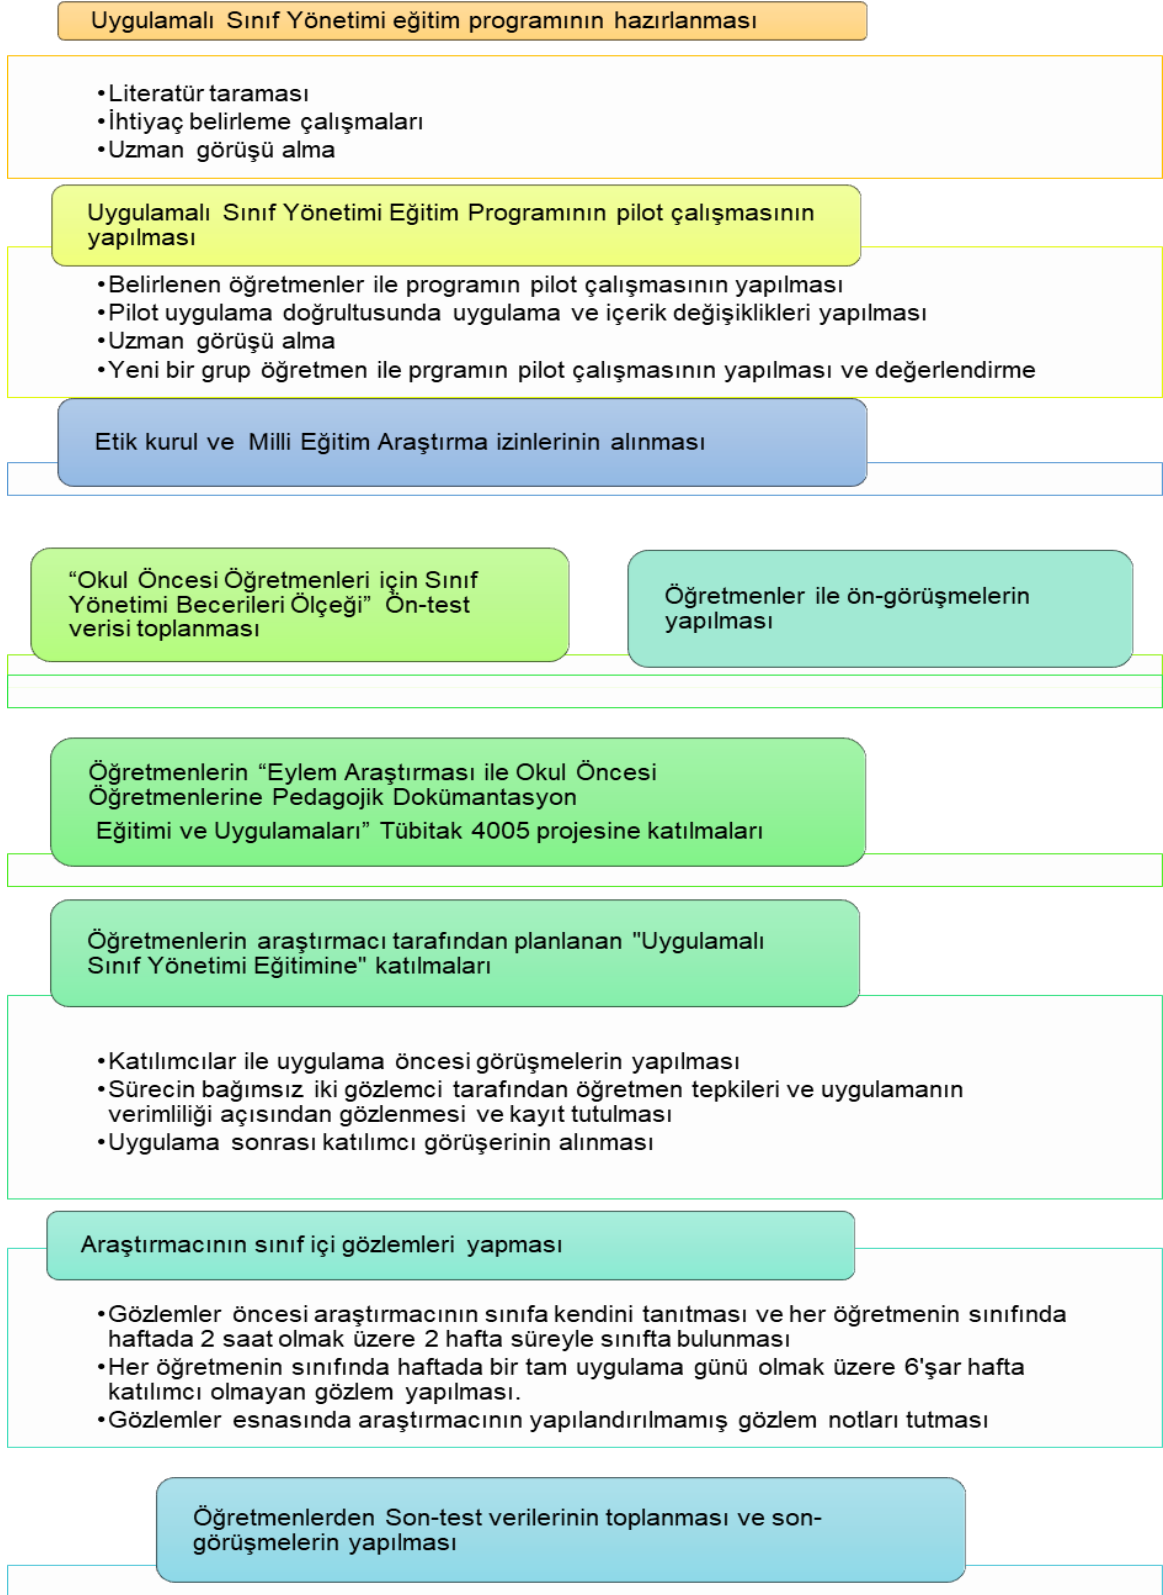 Uygulamalı Sınıf Yönetimi eğitim programının hazırlanması
•Literatür taraması
•İhtiyaç belirleme çalışmaları
•Uzman görüşü alma
Uygulamalı Sınıf Yönetimi Eğitim Programının pilot çalışmasının
yapılması
•Belirlenen öğretmenler ile programın pilot çalışmasının yapılması
•Pilot uygulama doğrultusunda uygulama ve içerik değişiklikleri yapılması
•Uzman görüşü alma
•Yeni bir grup öğretmen ile prgramın pilot çalışmasının yapılması ve değerlendirme
Etik kurul ve Milli Eğitim Araştırma izinlerinin alınması
“Okul Öncesi Öğretmenleri için Sınıf
Yönetimi Becerileri Ölçeği” Ön-test
verisi toplanması
Öğretmenler ile ön-görüşmelerin
yapılması
Öğretmenlerin “Eylem Araştırması ile Okul Öncesi
Öğretmenlerine Pedagojik Dokümantasyon
Eğitimi ve Uygulamaları” Tübitak 4005 projesine katılmaları
Öğretmenlerin araştırmacı tarafından planlanan "Uygulamalı
Sınıf Yönetimi Eğitimine" katılmaları
•Katılımcılar ile uygulama öncesi görüşmelerin yapılması
•Sürecin bağımsız iki gözlemci tarafından öğretmen tepkileri ve uygulamanın
verimliliği açısından gözlenmesi ve kayıt tutulması
•Uygulama sonrası katılımcı görüşerinin alınması
Araştırmacının sınıf içi gözlemleri yapması
•Gözlemler öncesi araştırmacının sınıfa kendini tanıtması ve her öğretmenin sınıfında
haftada 2 saat olmak üzere 2 hafta süreyle sınıfta bulunması
•Her öğretmenin sınıfında haftada bir tam uygulama günü olmak üzere 6'şar hafta
katılımcı olmayan gözlem yapılması.
•Gözlemler esnasında araştırmacının yapılandırılmamış gözlem notları tutması
Öğretmenlerden Son-test verilerinin toplanması ve son-
görüşmelerin yapılması